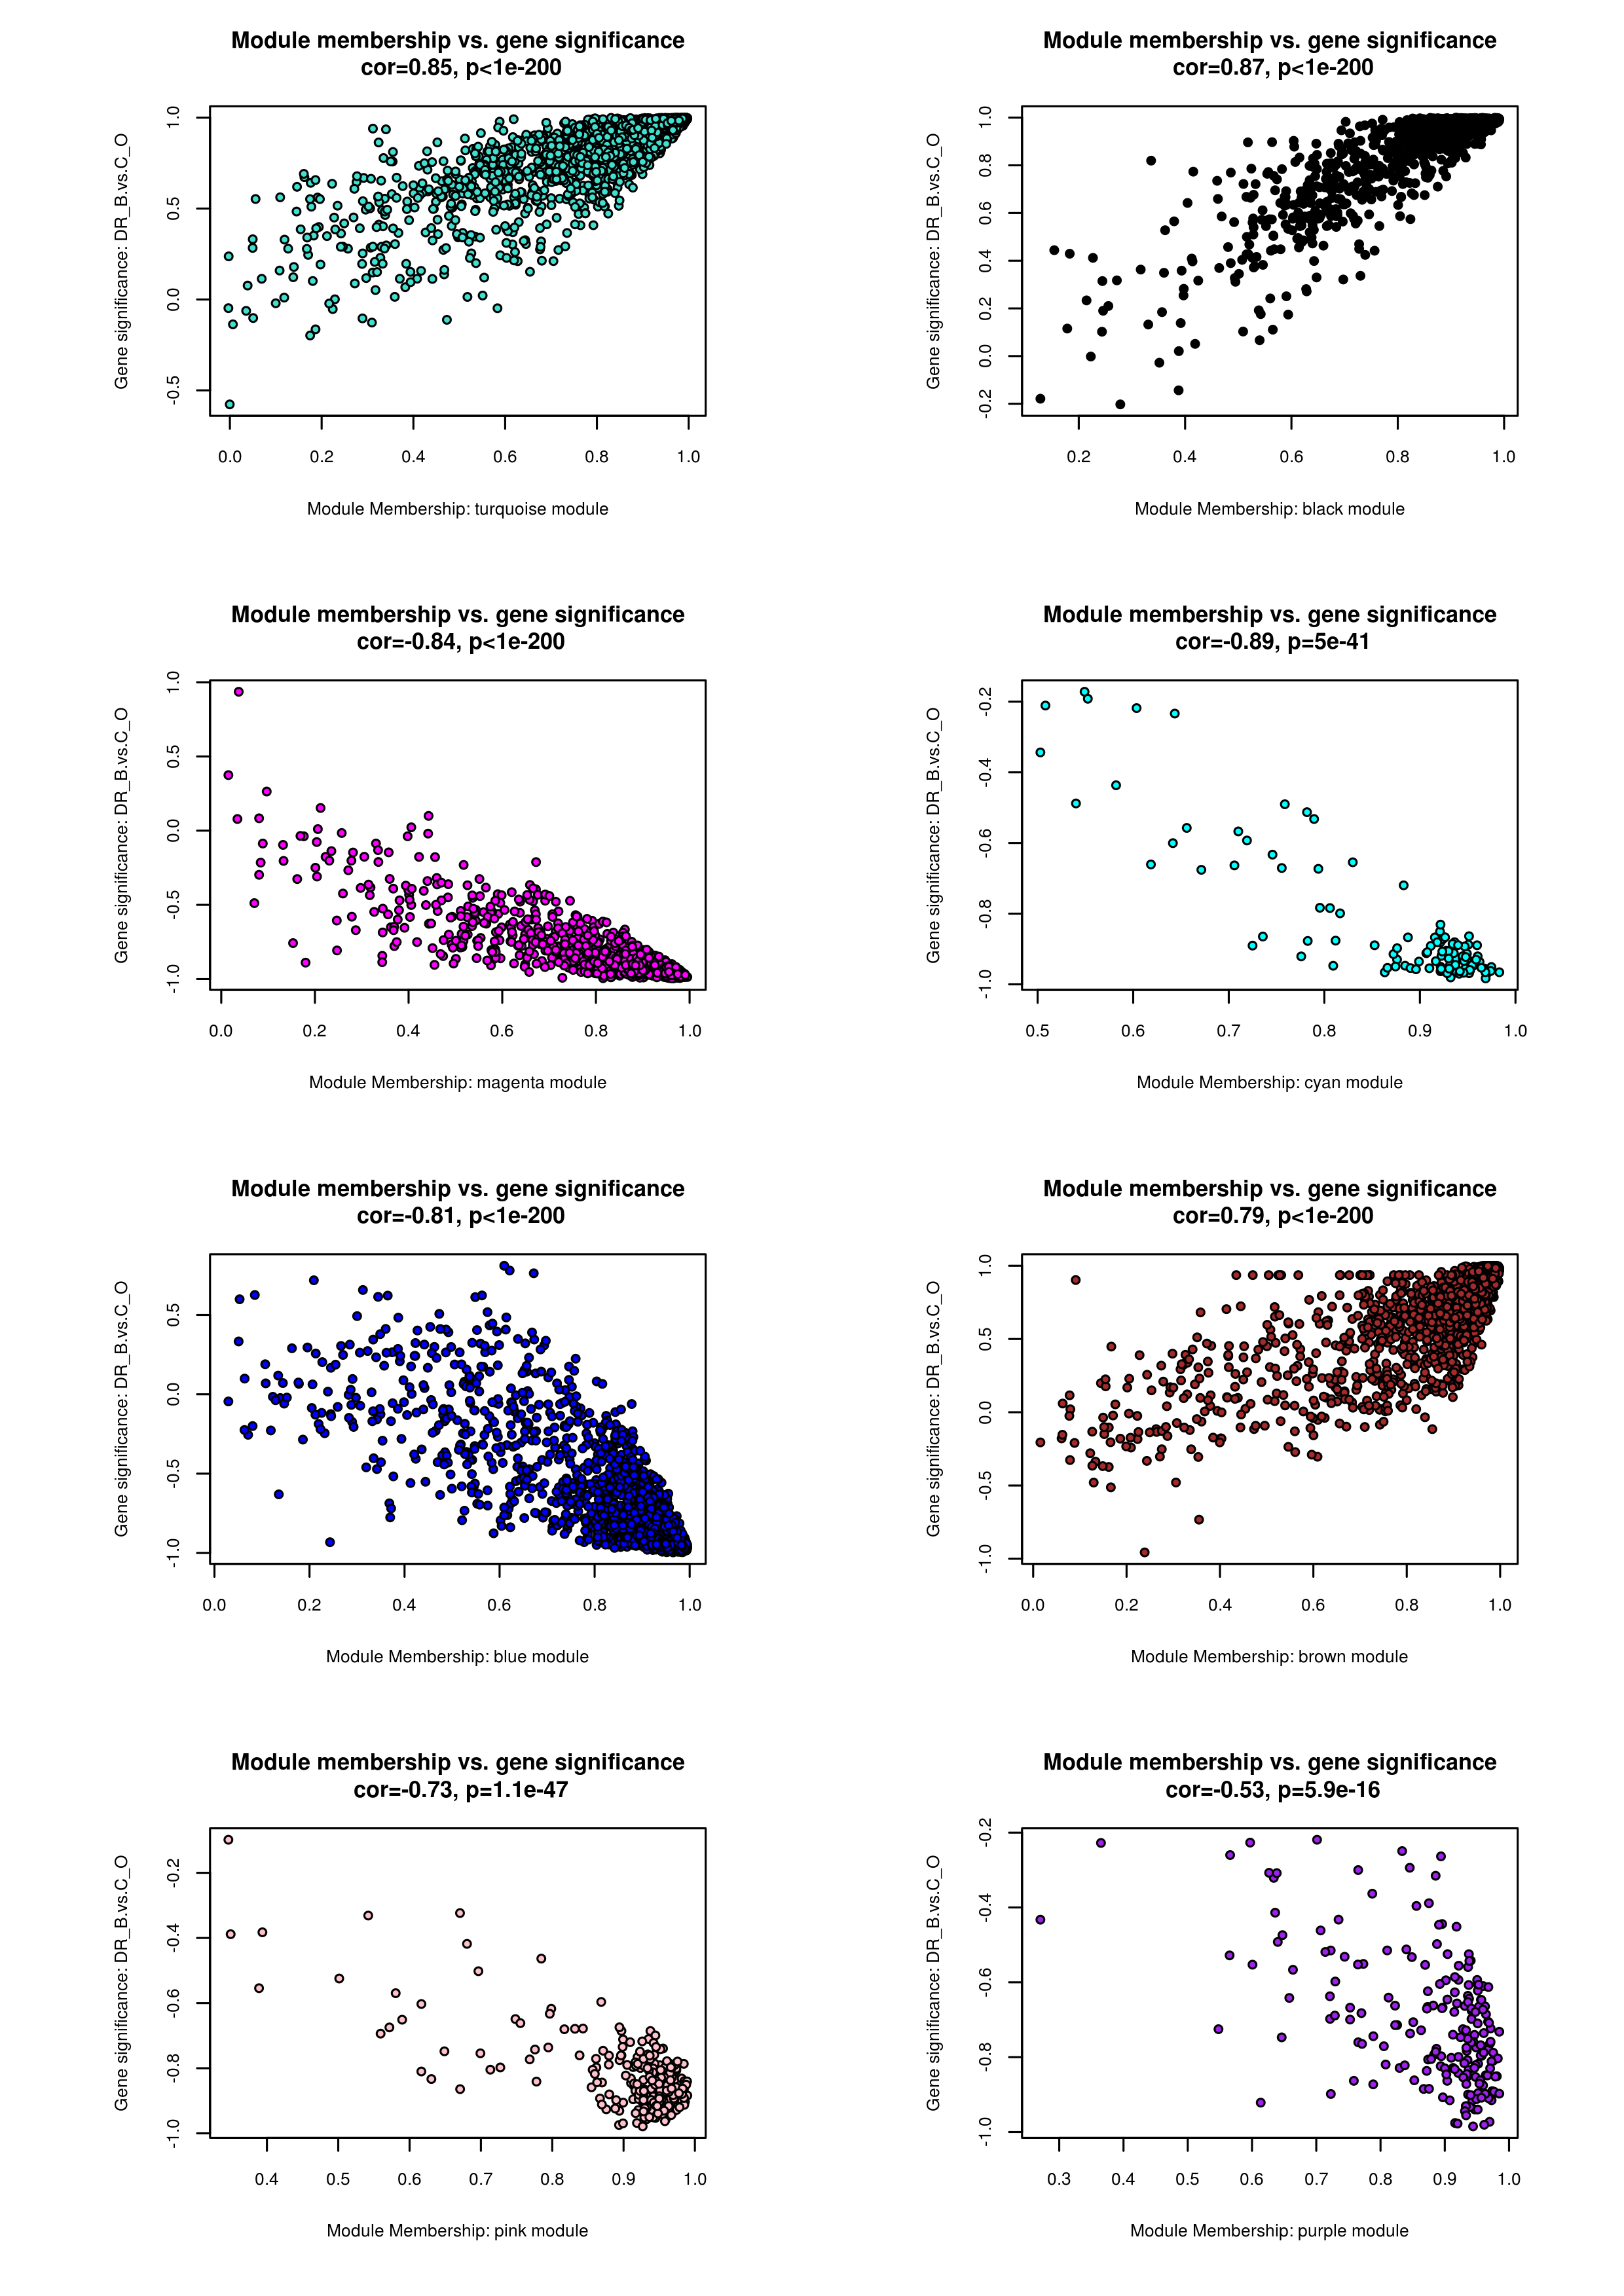 Module membership vs. gene significance
cor=0.85, p<1e-200
Gene significance: DR_B.vs.C_O
1.0
0.5
0.0
-0.5
0.0 0.2 0.4 0.6 0.8 1.0
Module Membership: turquoise module
Module membership vs. gene significance
cor=0.87, p<1e-200
Gene significance: DR_B.vs.C_O
1.0
0.8
0.6
0.4
0.2
0.0
-0.2
0.2 0.4 0.6 0.8 1.0
Module Membership: black module
Module membership vs. gene significance
cor=-0.84, p<1e-200
Gene significance: DR_B.vs.C_O
1.0
0.5
0.0
-0.5
-1.0
0.0 0.2 0.4 0.6 0.8 1.0
Module Membership: magenta module
Module membership vs. gene significance
cor=-0.89, p=5e-41
Gene significance: DR_B.vs.C_O
-0.2
-0.4
-0.6
-0.8
-1.0
0.5 0.6 0.7 0.8 0.9 1.0
Module Membership: cyan module
Module membership vs. gene significance
cor=-0.81, p<1e-200
Gene significance: DR_B.vs.C_O
0.5
0.0
-0.5
-1.0
0.0 0.2 0.4 0.6 0.8 1.0
Module Membership: blue module
Module membership vs. gene significance
cor=0.79, p<1e-200
Gene significance: DR_B.vs.C_O
1.0
0.5
0.0
-0.5
-1.0
0.0 0.2 0.4 0.6 0.8 1.0
Module Membership: brown module
Module membership vs. gene significance
cor=-0.73, p=1.1e-47
Gene significance: DR_B.vs.C_O
-0.2
-0.4
-0.6
-0.8
-1.0
0.4 0.5 0.6 0.7 0.8 0.9 1.0
Module Membership: pink module
Module membership vs. gene significance
cor=-0.53, p=5.9e-16
Gene significance: DR_B.vs.C_O
-0.2
-0.4
-0.6
-0.8
-1.0
0.3 0.4 0.5 0.6 0.7 0.8 0.9 1.0
Module Membership: purple module